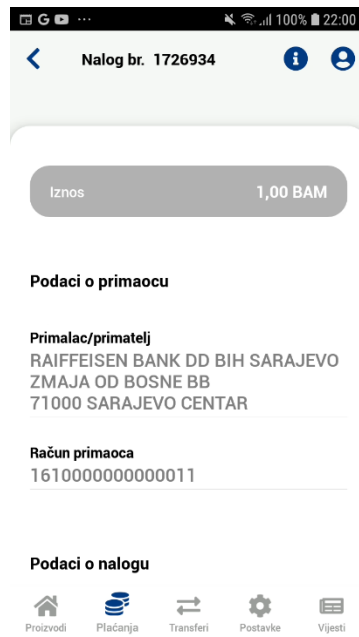 G ... 100% 22:00
Nalog br. 1726934
Iznos 1,00 BAM
Podaci o primaocu
Primalac/primatelj
RAIFFEISEN BANK DD BIH SARAJEVO
ZMAJA OD BOSNE BB
71000 SARAJEVO CENTAR
Račun primaoca
1610000000000011
Podaci o nalogu
Proizvodi Plaćanja Transferi Postavke Vijesti